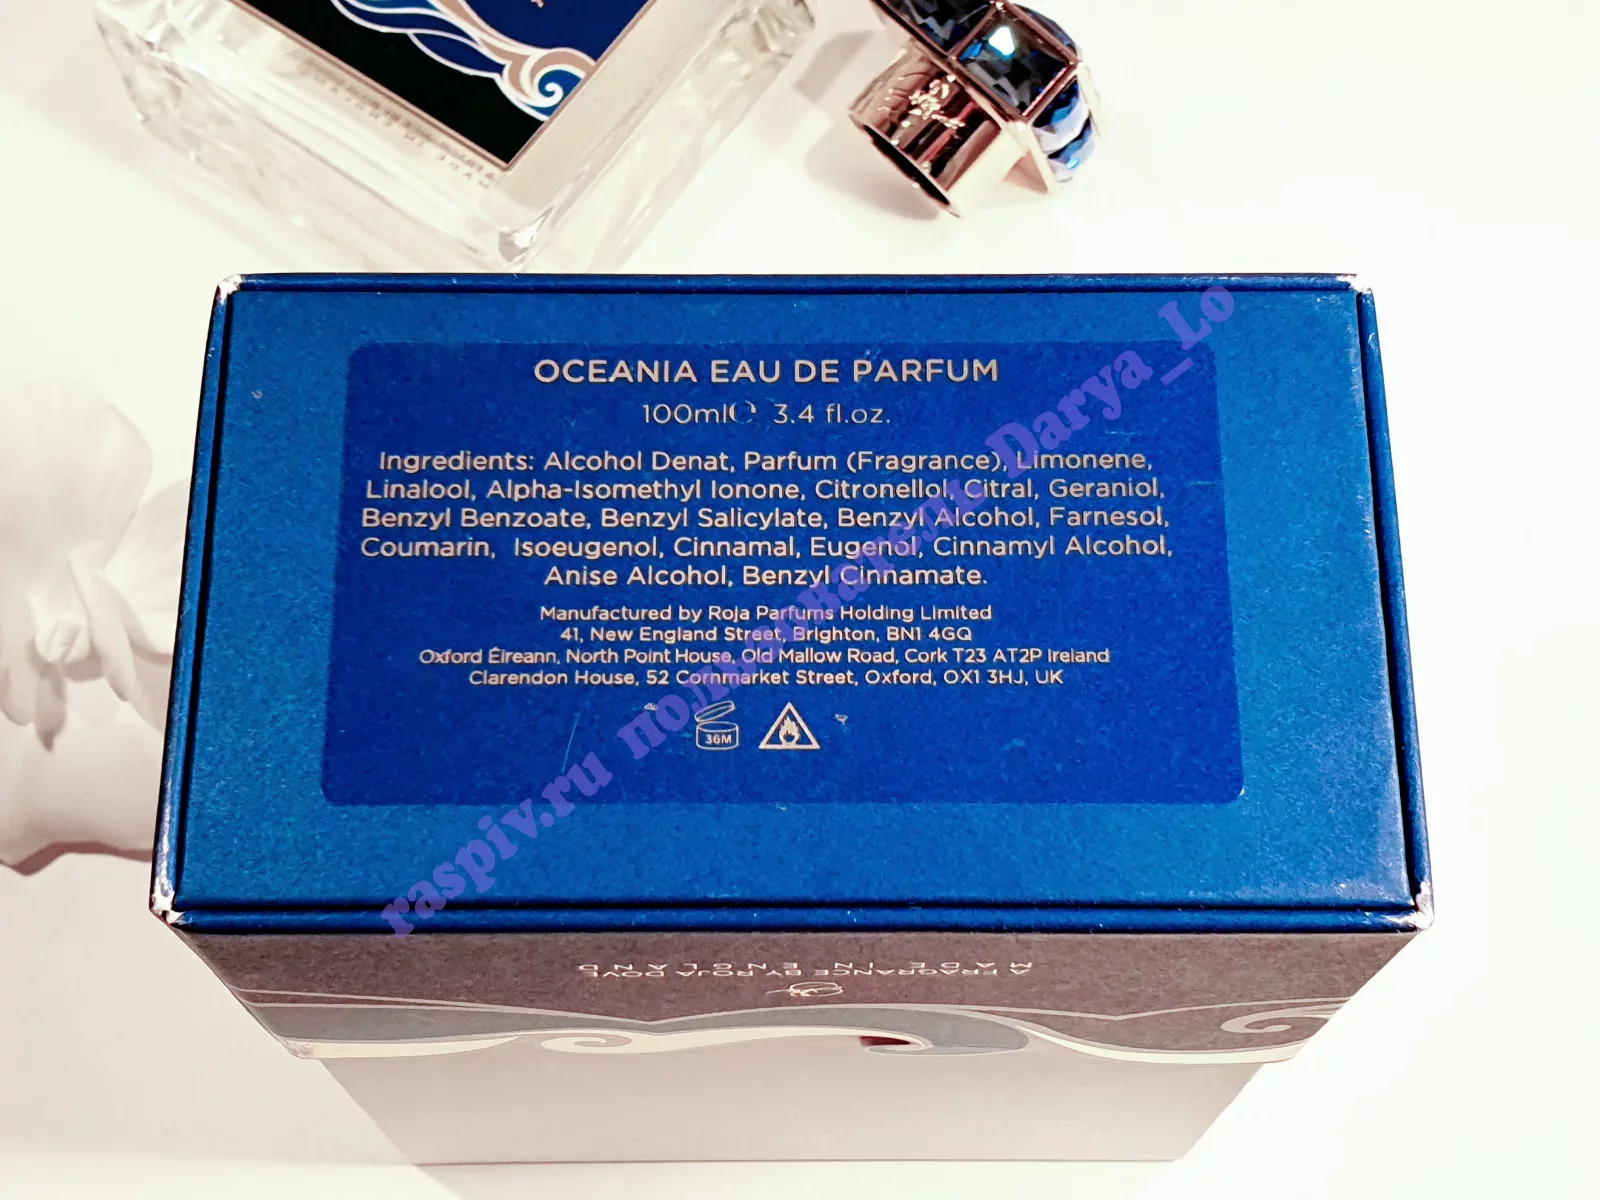 OCEANIA EAU DE PARFUM
100ml℮ 3.4 fl.oz.
Ingredients: Alcohol Denat, Parfum (Fragrance), Limonene,
Linalool, Alpha-Isomethyl Ionone, Citronellol, Citral, Geraniol,
Benzyl Benzoate, Benzyl Salicylate, Benzyl Alcohol, Farnesol,
Coumarin, Isoeugenol, Cinnamal, Eugenol, Cinnamyl Alcohol,
Anise Alcohol, Benzyl Cinnamate.
Manufactured by Roja Parfums Holding Limited
41, New England Street, Brighton, BN1 4GQ
Oxford Éireann, North Point House, Old Mallow Road, Cork T23 AT2P Ireland
Clarendon House, 52 Cornmarket Street, Oxford, OX1 3HJ, UK
36M
A FRAGRANCE BY ROJA DOVE
MADE IN ENGLAND
raspiv.ru пользователь Darya_Lo